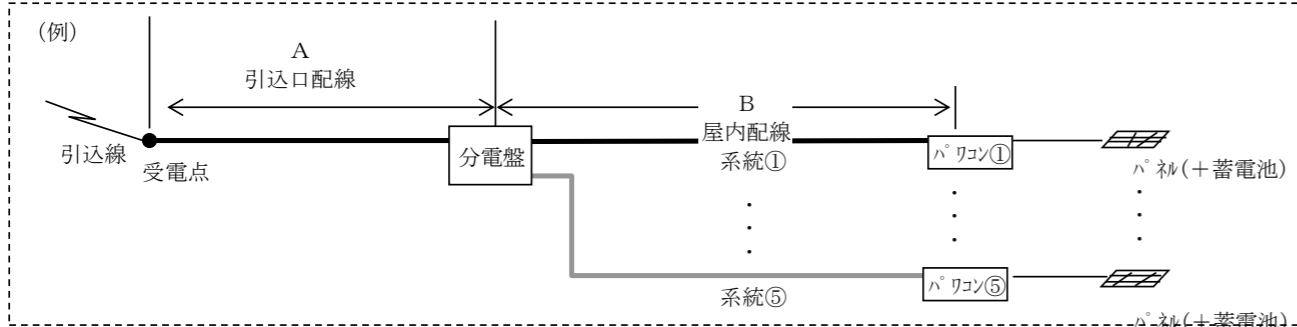 (例)
A
引込口配線
B
屋内配線
系統①
引込線
受電点
分電盤
パワコン①
パネル(＋蓄電池)
系統⑤
パワコン⑤
パネル(＋蓄電池)